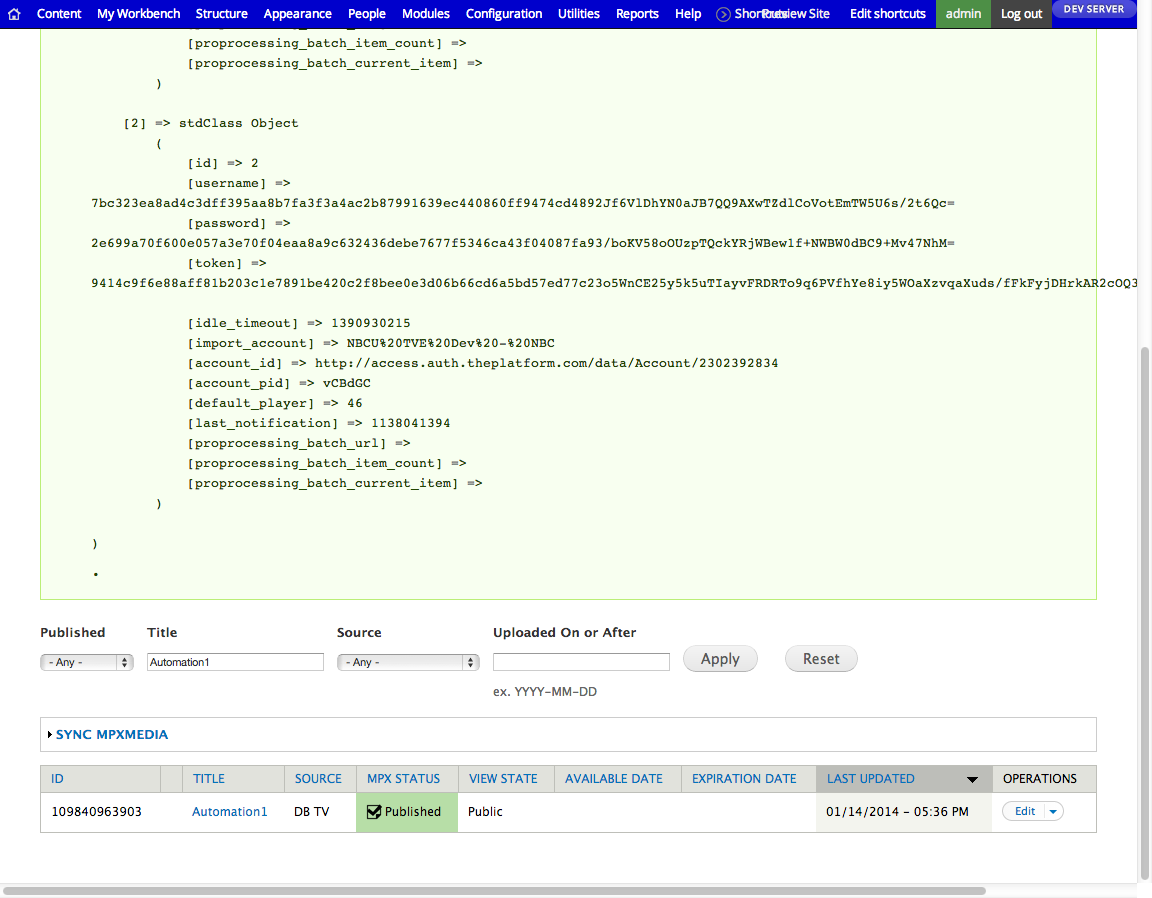 Content My Workbench Structure Appearance People Modules Configuration Utilities Reports Help Shortcuts Preview Site Edit shortcuts admin Log out DEV SERVER
[proprocessing_batch_item_count] =>
[proprocessing_batch_current_item] =>
)
[2] => stdClass Object
(
[id] => 2
[username] =>
7bc323ea8ad4c3dff395aa8b7fa3f3a4ac2b87991639ec440860ff9474cd4892Jf6VlDhYN0aJB7QQ9AXwTZdlCoVotEmTW5U6s/2t6Qc=
[password] =>
2e699a70f600e057a3e70f04eaa8a9c632436debe7677f5346ca43f04087fa93/boKV58oOUzpTQckYRjWBew1f+NWBW0dBC9+Mv47NhM=
[token] =>
9414c9f6e88aff81b203c1e7891be420c2f8bee0e3d06b66cd6a5bd57ed77c23o5WnCE25y5k5uTIayvFRDRTo9q6PVfhYe8iy5WOaXzvqaXuds/fFkFyjDHrkAR2cOQ3
[idle_timeout] => 1390930215
[import_account] => NBCU%20TVE%20Dev%20-%20NBC
[account_id] => http://access.auth.theplatform.com/data/Account/2302392834
[account_pid] => vCBdGC
[default_player] => 46
[last_notification] => 1138041394
[proprocessing_batch_url] =>
[proprocessing_batch_item_count] =>
[proprocessing_batch_current_item] =>
)
)
.
Published Title Source Uploaded On or After
- Any - Automation1 - Any - Apply Reset
ex. YYYY-MM-DD
SYNC MPXMEDIA
ID TITLE SOURCE MPX STATUS VIEW STATE AVAILABLE DATE EXPIRATION DATE LAST UPDATED OPERATIONS
109840963903 Automation1 DB TV Published Public 01/14/2014 - 05:36 PM Edit